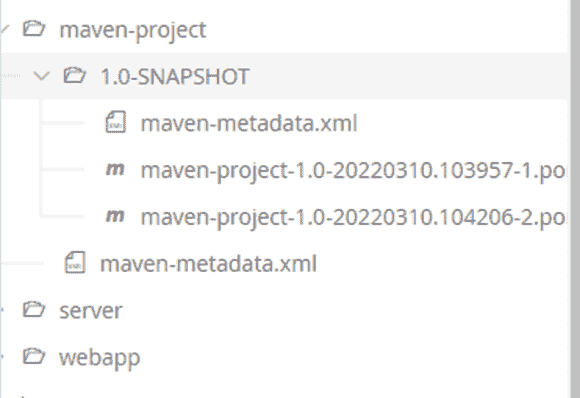 maven-project
1.0-SNAPSHOT
maven-metadata.xml
maven-project-1.0-20220310.103957-1.po
maven-project-1.0-20220310.104206-2.po
maven-metadata.xml
server
webapp